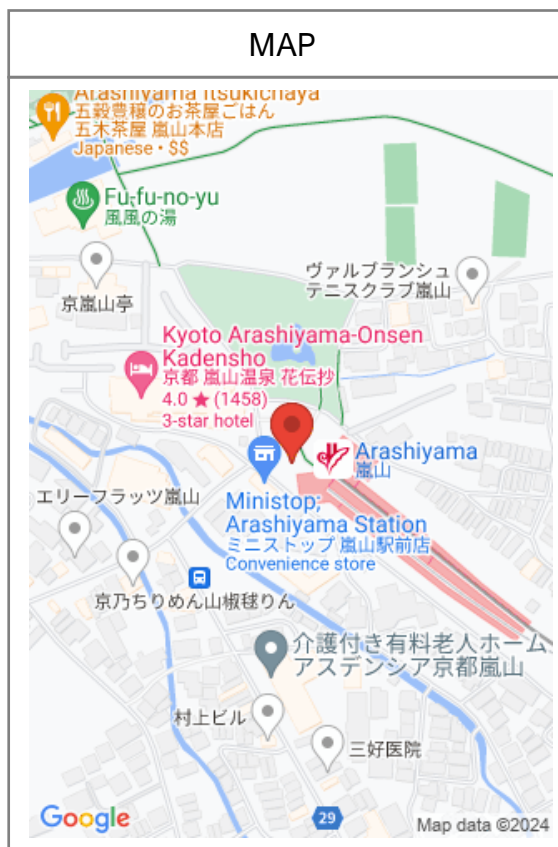 MAP
Arashiyama Itsukichaya
五穀豊穣のお茶屋ごはん
五木茶屋 嵐山本店
Japanese • $$
Fu-fu-no-yu
風風の湯
ヴァルブランシュ
テニスクラブ嵐山
京嵐山亭
Kyoto Arashiyama-Onsen
Kadensho
京都 嵐山温泉 花伝抄
4.0 ★ (1458)
3-star hotel
Arashiyama
嵐山
エリーフラッツ嵐山
Ministop;
Arashiyama Station
ミニストップ 嵐山駅前店
Convenience store
京乃ちりめん山椒毬りん
介護付き有料老人ホーム
アステンシア京都嵐山
村上ビル
三好医院
29
Google
Map data ©2024